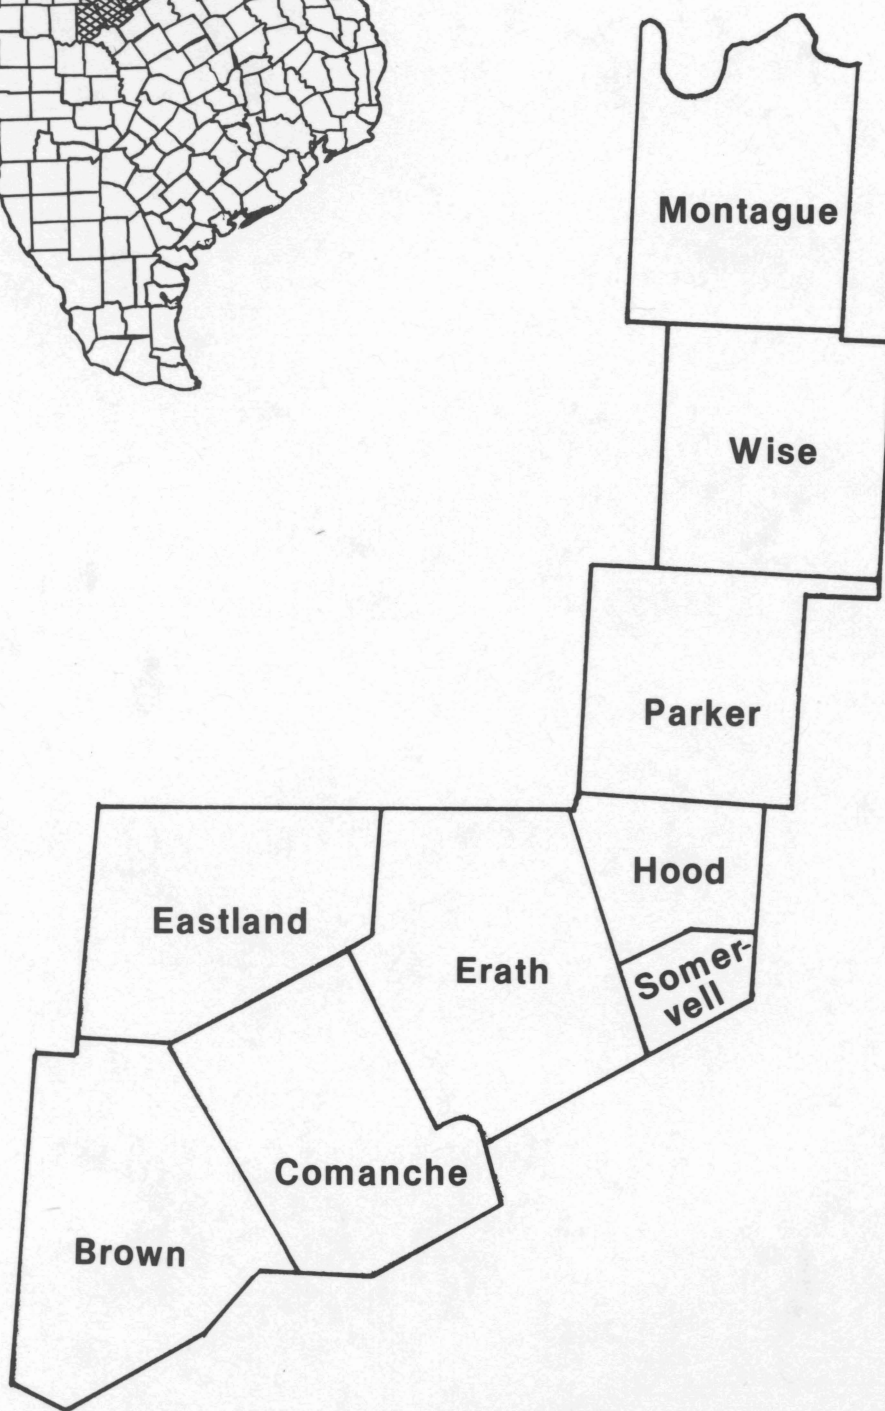 Montague
Wise
Parker
Hood
Eastland
Erath
Somer-
vell
Comanche
Brown